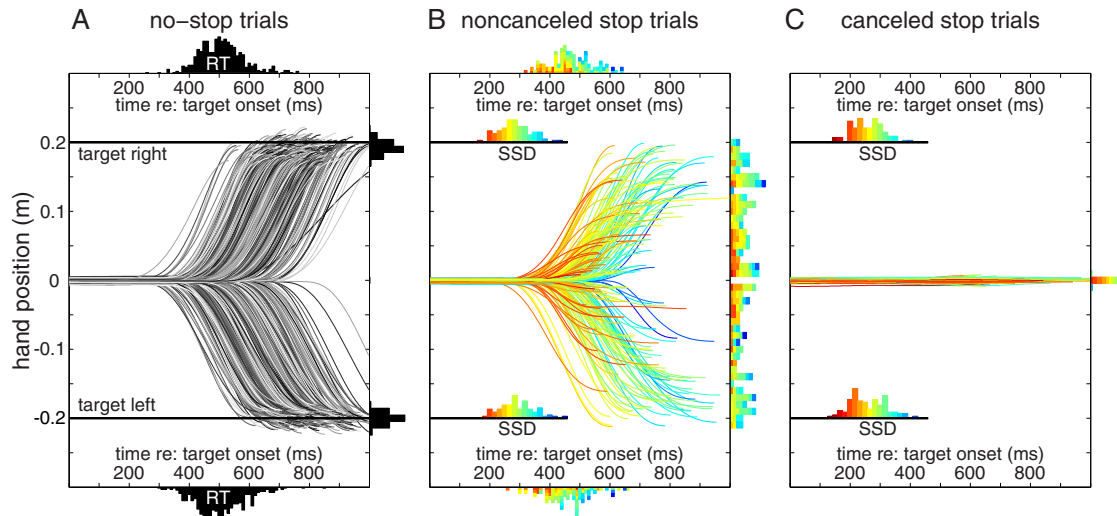 A no−stop trials
RT
200 400 600 800
time re: target onset (ms)
0.2
target right
0.1
hand position (m)
0
-0.1
target left
-0.2
time re: target onset (ms)
200 400 600 800
RT
B noncanceled stop trials
200 400 600 800
time re: target onset (ms)
SSD
SSD
time re: target onset (ms)
200 400 600 800
C canceled stop trials
200 400 600 800
time re: target onset (ms)
SSD
SSD
time re: target onset (ms)
200 400 600 800